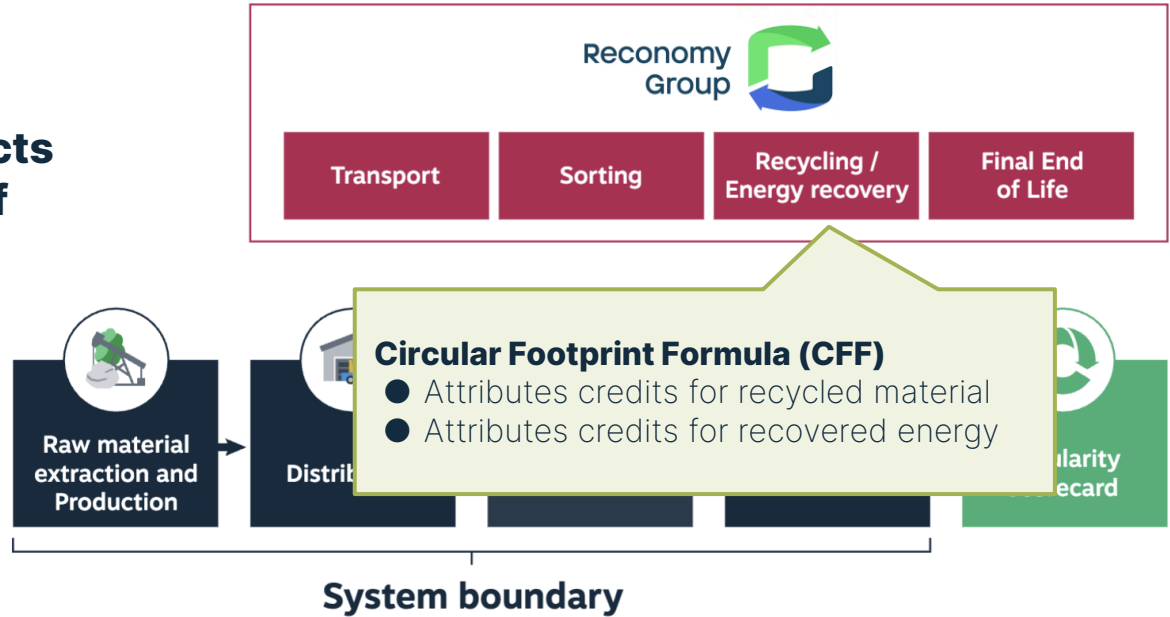 Reconomy
Group
cts
f
Transport
Sorting
Recycling /
Energy recovery
Final End
of Life
Circular Footprint Formula (CFF)
● Attributes credits for recycled material
● Attributes credits for recovered energy
Raw material
extraction and
Production
Distrib
ularity
ecard
System boundary